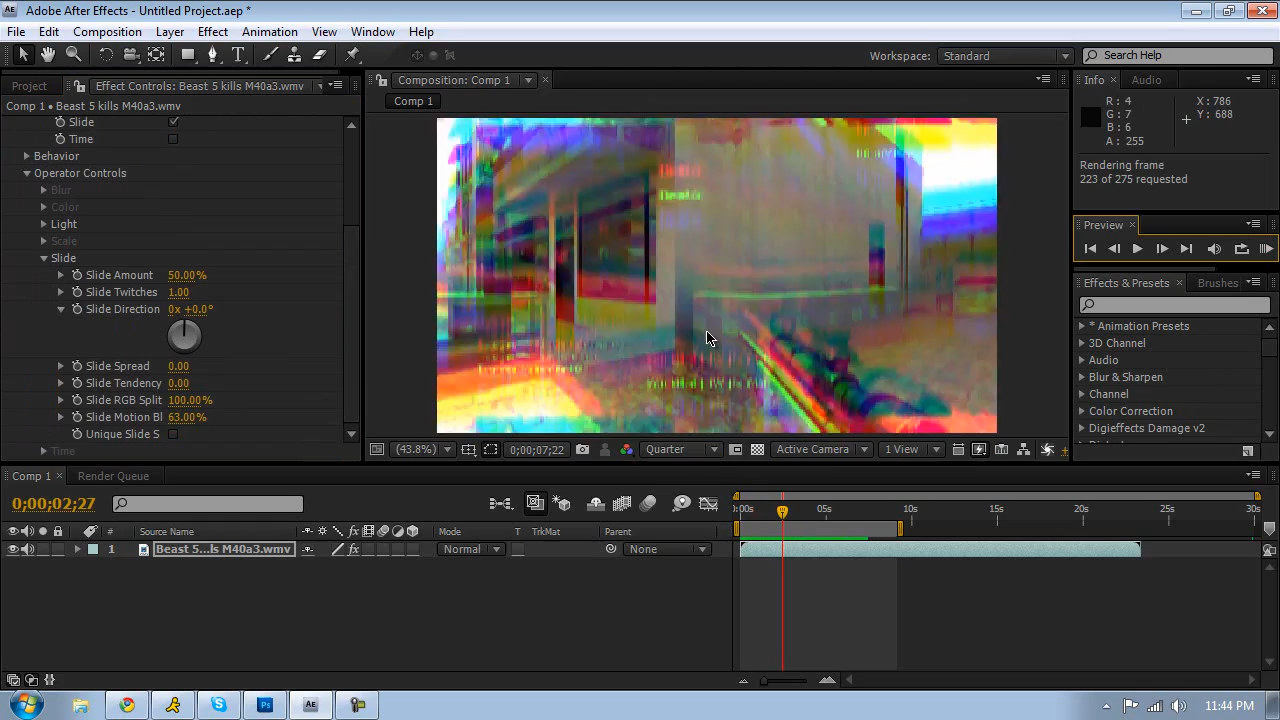 Adobe After Effects - Untitled Project.aep *
File Edit Composition Layer Effect Animation View Window Help
Workspace: Standard Search Help
Project Effect Controls: Beast 5 kills M40a3.wmv
Composition: Comp 1
Info Audio
Comp 1 • Beast 5 kills M40a3.wmv
Comp 1
Slide
Time
Behavior
Operator Controls
Blur
Color
Light
Scale
Slide
Slide Amount 50.00%
Slide Twitches 1.00
Slide Direction 0x +0.0°
Slide Spread 0.00
Slide Tendency 0.00
Slide RGB Split 100.00%
Slide Motion Bl 63.00%
Unique Slide S
Time
R : 4
G : 7
B : 6
A : 255
X : 786
Y : 688
Rendering frame
223 of 275 requested
Preview
Effects & Presets Brushes
* Animation Presets
3D Channel
Audio
Blur & Sharpen
Channel
Color Correction
Digieffects Damage v2
(43.8%) 0;00;07;22 Quarter Active Camera 1 View
Comp 1 Render Queue
0;00;02;27
0:00s 05s 10s 15s 20s 25s 30s
# Source Name Mode T TrkMat Parent
1 Beast 5...ls M40a3.wmv Normal None
11:44 PM